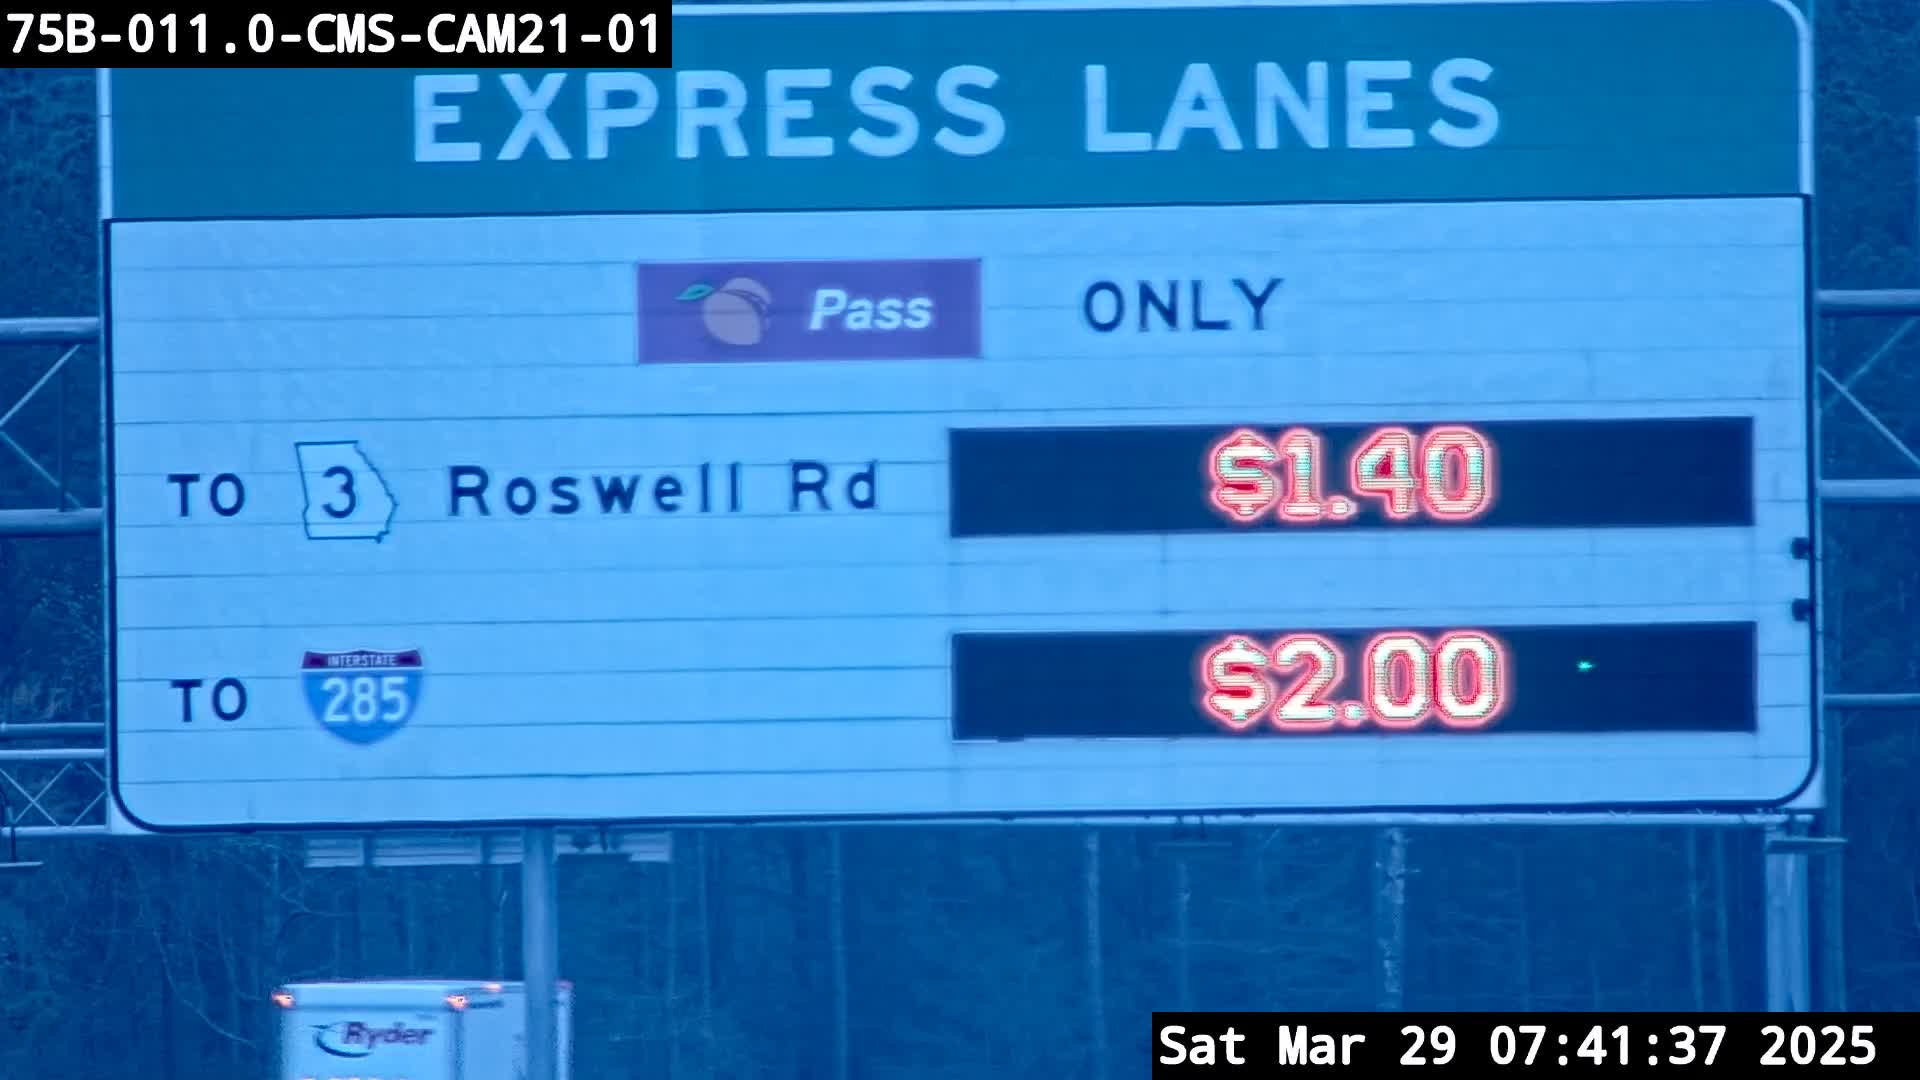 75B-011.0-CMS-CAM21-01
EXPRESS LANES
Pass ONLY
TO 3 Roswell Rd $1.40
TO INTERSTATE 285 $2.00
Ryder
Sat Mar 29 07:41:37 2025